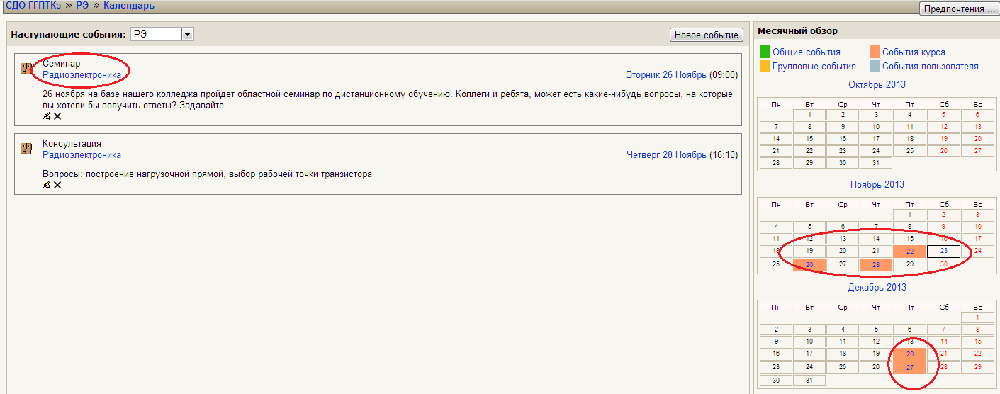 СДО ГГПТКэ » РЭ » Календарь
Предпочтения ...
Наступающие события: РЭ
Новое событие
Семинар
Радиоэлектроника
Вторник 26 Ноябрь (09:00)
26 ноября на базе нашего колледжа пройдёт областной семинар по дистанционному обучению. Коллеги и ребята, может есть какие-нибудь вопросы, на которые
вы хотели бы получить ответы? Задавайте.
Консультация
Радиоэлектроника
Четверг 28 Ноябрь (16:10)
Вопросы: построение нагрузочной прямой, выбор рабочей точки транзистора
Месячный обзор
Общие события События курса
Групповые события События пользователя
Октябрь 2013
Пн Вт Ср Чт Пт Сб Вс
1 2 3 4 5 6
7 8 9 10 11 12 13
14 15 16 17 18 19 20
21 22 23 24 25 26 27
28 29 30 31
Ноябрь 2013
Пн Вт Ср Чт Пт Сб Вс
1 2 3
4 5 6 7 8 9 10
11 12 13 14 15 16 17
18 19 20 21 22 23 24
25 26 27 28 29 30
Декабрь 2013
Пн Вт Ср Чт Пт Сб Вс
1
2 3 4 5 6 7 8
9 10 11 12 13 14 15
16 17 18 19 20 21 22
23 24 25 26 27 28 29
30 31